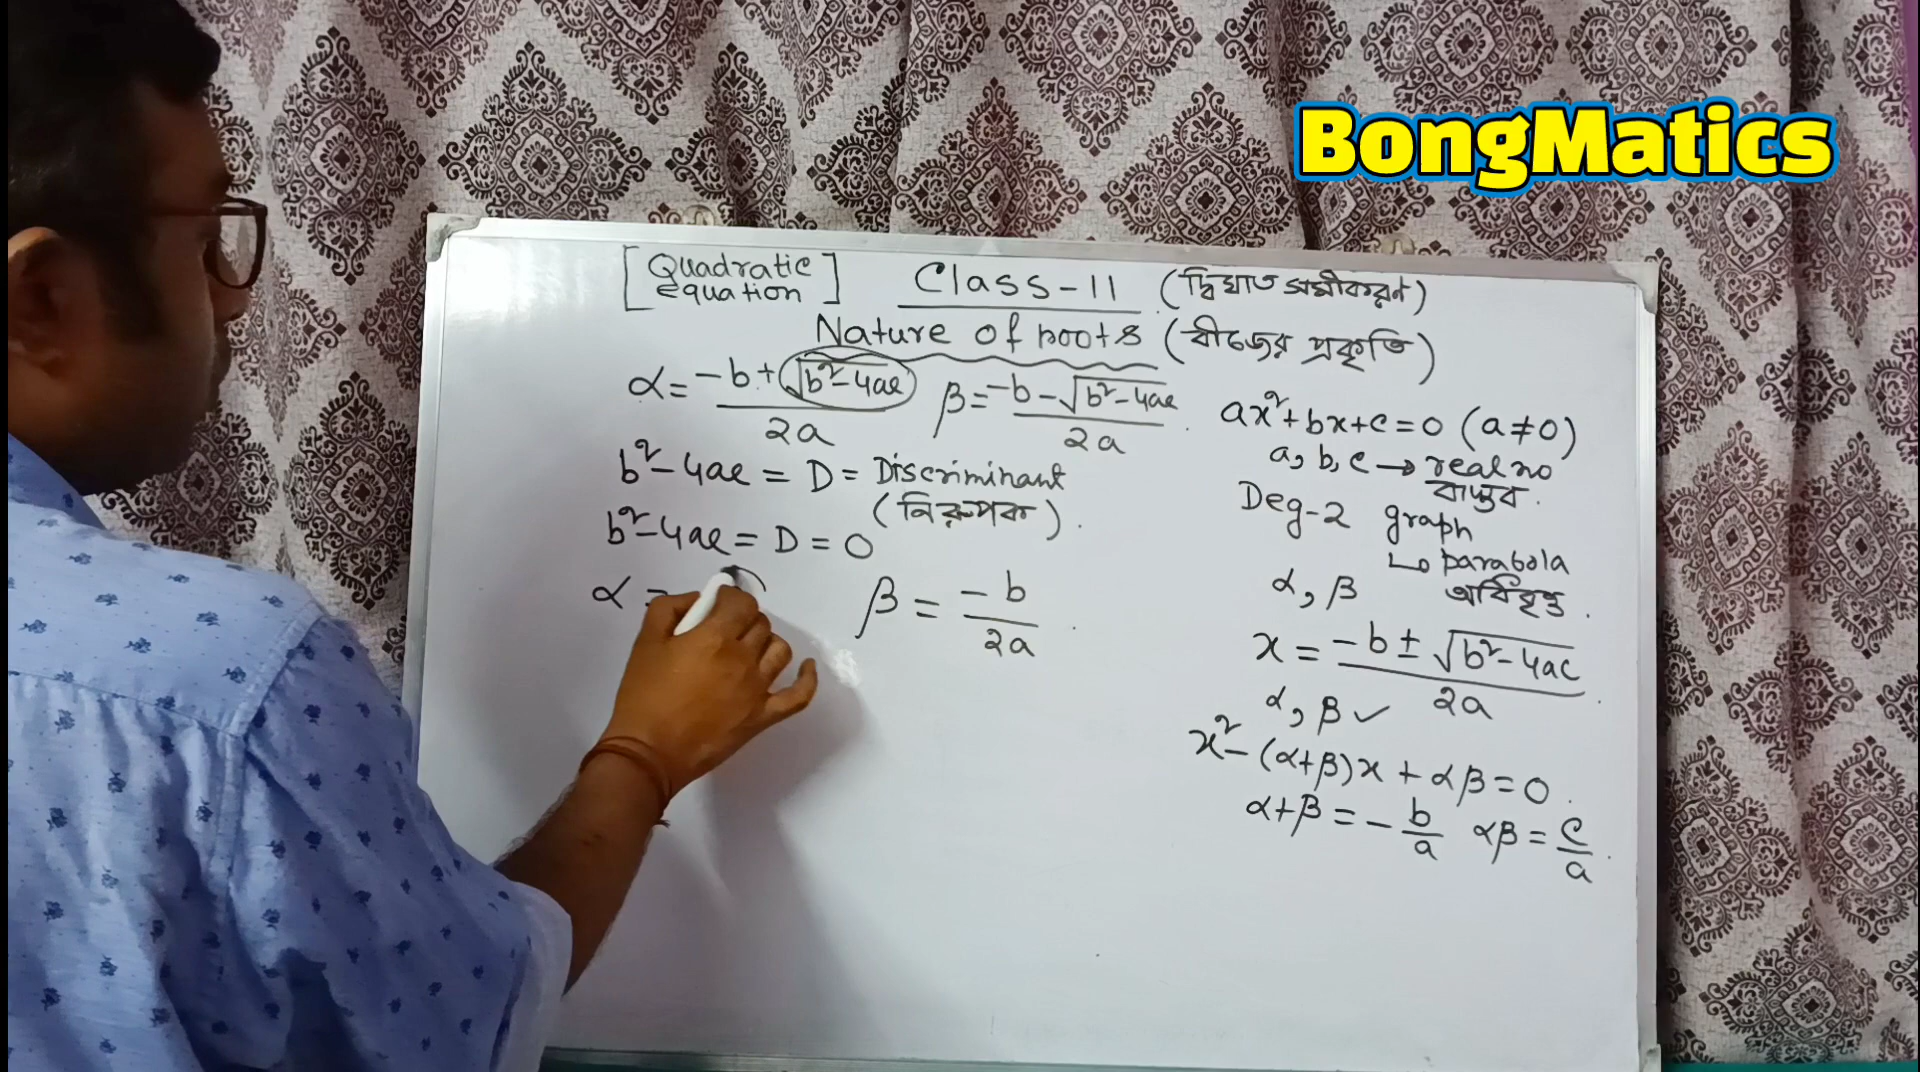 BongMatics
[Quadratic equation] Class-11 (দ্বিঘাত সমীকরণ)
Nature of roots (বীজের প্রকৃতি)
α = (-b + √(b²-4ac))/2a β = (-b - √(b²-4ac))/2a
b²-4ac = D = Discriminant
(নিরূপক).
b²-4ac = D = 0
α = β = -b/2a.
ax²+bx+c=0 (a≠0)
a, b, c → real no
বাস্তব.
Deg-2 graph
↳ parabola
α, β অধিবৃত্ত
x = (-b ± √(b²-4ac))/2a.
α, β ✓
x²-(α+β)x + αβ = 0.
α+β = -b/a αβ = c/a.